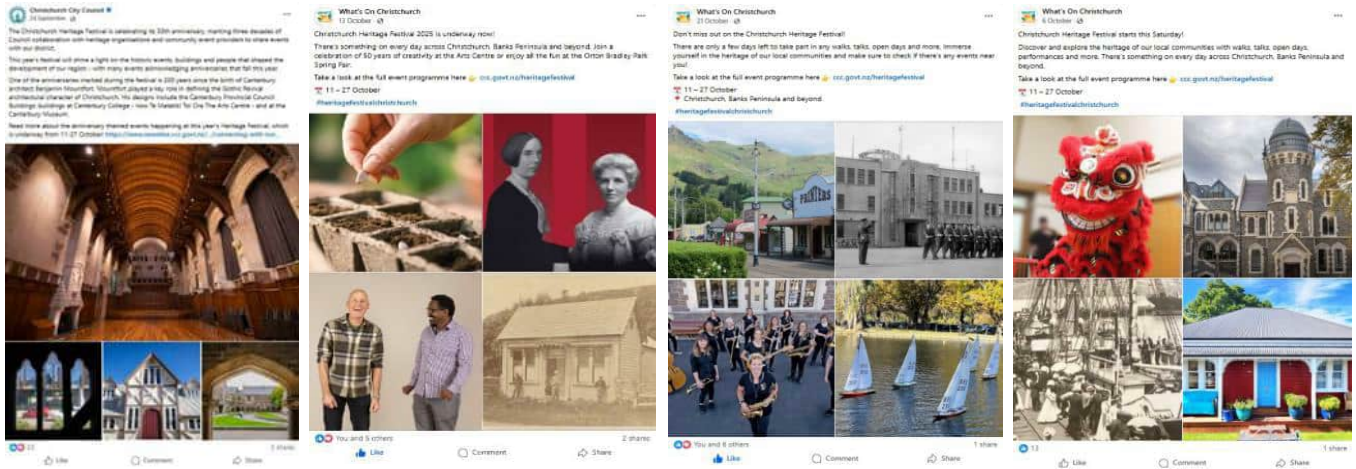 Christchurch City Council
24 September
The Christchurch Heritage Festival is celebrating its 30th anniversary, marking three decades of
Council collaboration with heritage organisations and community event providers to share events
with our district.
This year's festival will shine a light on the historic events, buildings and people that shaped the
development of our region - with many events acknowledging anniversaries that fall this year.
One of the anniversaries marked during the festival is 200 years since the birth of Canterbury
architect Benjamin Mountfort. Mountfort played a key role in defining the Gothic Revival
architectural character of Christchurch. His designs include the Canterbury Provincial Council
Buildings; buildings at Canterbury College - now Te Matatiki Toi Ora The Arts Centre - and at the
Canterbury Museum.
Read more about the anniversary themed events happening at this year's Heritage Festival, which
is underway from 11-27 October!
23
2 shares
Like
Comment
Share
What's On Christchurch
13 October
Christchurch Heritage Festival 2025 is underway now!
There's something on every day across Christchurch, Banks Peninsula and beyond. Join a
celebration of 50 years of creativity at the Arts Centre or enjoy all the fun at the Orton Bradley Park
Spring Fair.
Take a look at the full event programme here 👉 ccc.govt.nz/heritagefestival
📅 11 – 27 October
#heritagefestivalchristchurch
You and 5 others
2 shares
Like
Comment
Share
What's On Christchurch
21 October
Don't miss out on the Christchurch Heritage Festival!
There are only a few days left to take part in any walks, talks, open days and more. Immerse
yourself in the heritage of our local communities and make sure to check if there's any events near
you!
Take a look at the full event programme here 👉 ccc.govt.nz/heritagefestival
📅 11 – 27 October
📍 Christchurch, Banks Peninsula and beyond.
#heritagefestivalchristchurch
PRINTERS
You and 6 others
1 share
Like
Comment
Share
What's On Christchurch
6 October
Christchurch Heritage Festival starts this Saturday!
Discover and explore the heritage of our local communities with walks, talks, open days,
performances and more. There's something on every day across Christchurch, Banks Peninsula and
beyond.
Take a look at the full event programme here 👉 ccc.govt.nz/heritagefestival
📅 11 – 27 October
#heritagefestivalchristchurch
13
1 share
Like
Comment
Share